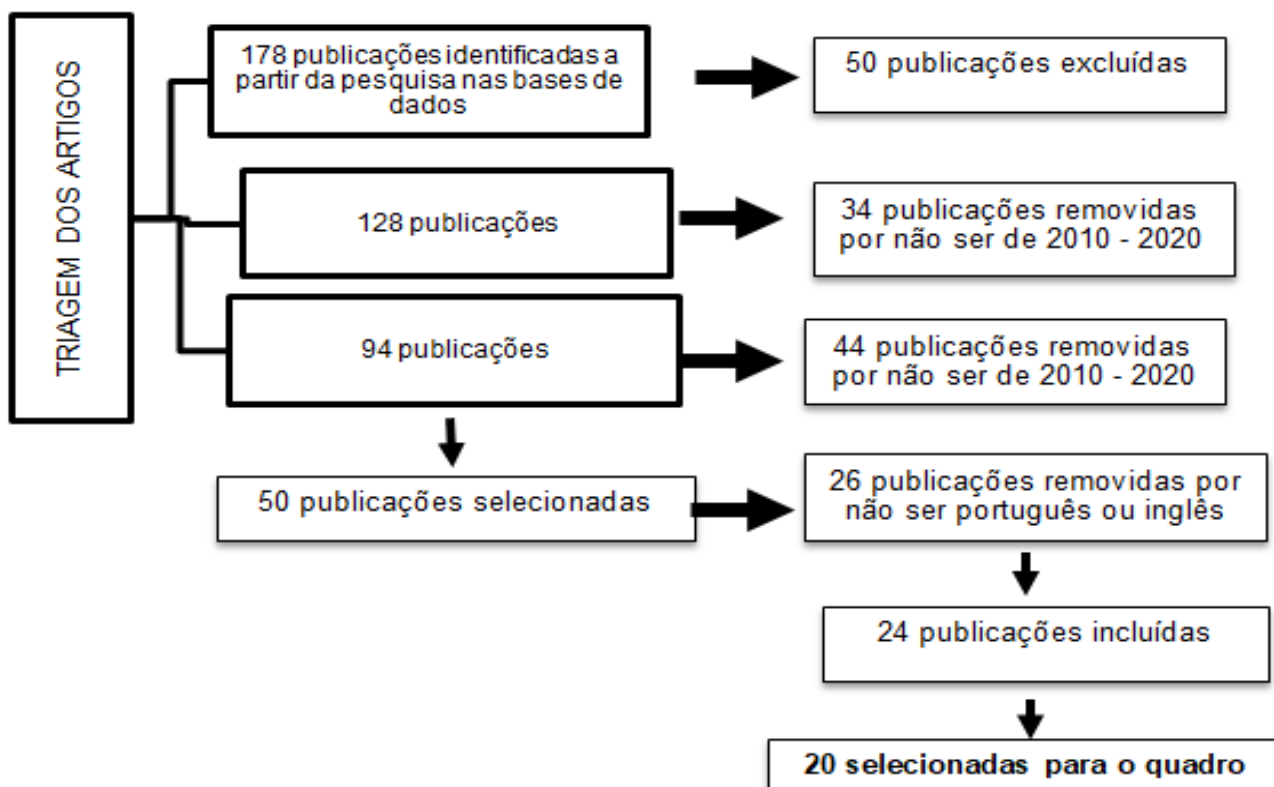 TRIAGEM DOS ARTIGOS
178 publicações identificadas a
partir da pesquisa nas bases de
dados
50 publicações excluídas
128 publicações
34 publicações removidas
por não ser de 2010 - 2020
94 publicações
44 publicações removidas
por não ser de 2010 - 2020
50 publicações selecionadas
26 publicações removidas por
não ser português ou inglês
24 publicações incluídas
20 selecionadas para o quadro